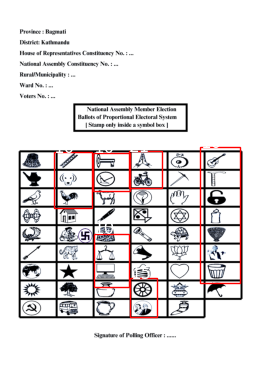 Province : Bagmati
District: Kathmandu
House of Representatives Constituency No. : ...
National Assembly Constituency No. : ...
Rural/Municipality : ...
Ward No. : ...
Voters No. : ...
National Assembly Member Election
Ballots of Proportional Electoral System
[ Stamp only inside a symbol box ]
Signature of Polling Officer : ......